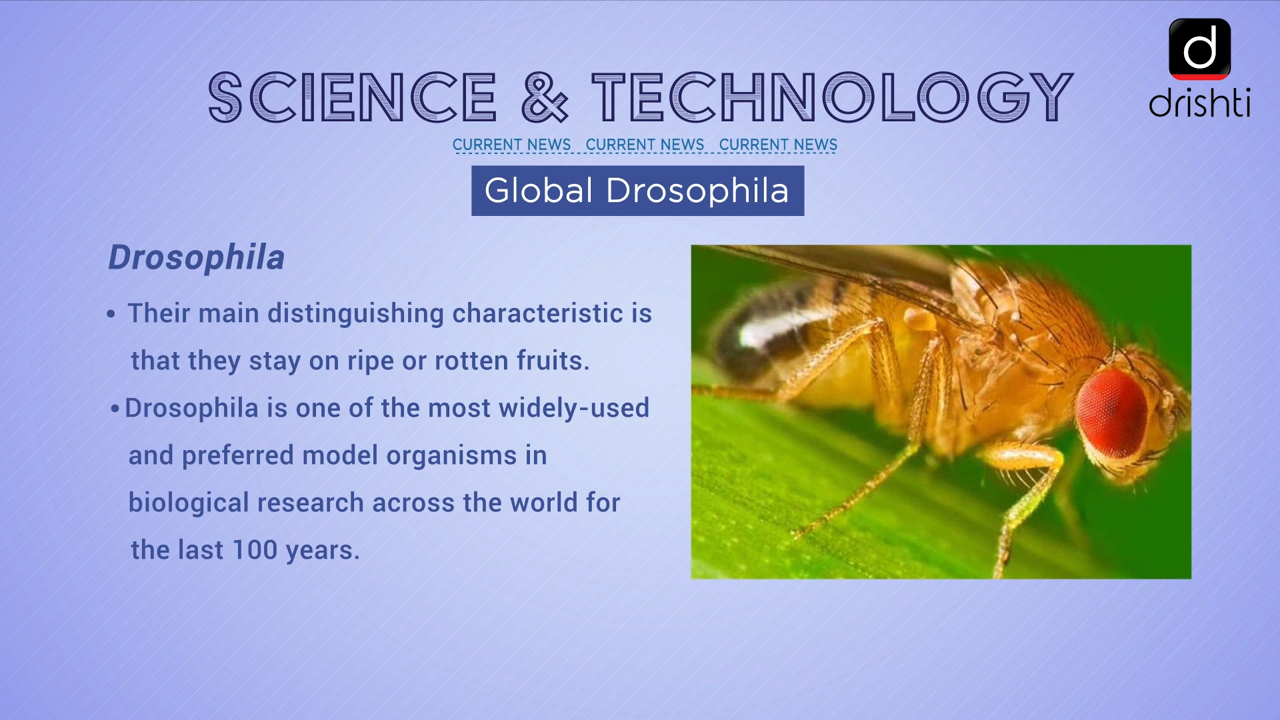 d
drishti
SCIENCE & TECHNOLOGY
CURRENT NEWS CURRENT NEWS CURRENT NEWS
Global Drosophila
Drosophila
• Their main distinguishing characteristic is
that they stay on ripe or rotten fruits.
• Drosophila is one of the most widely-used
and preferred model organisms in
biological research across the world for
the last 100 years.